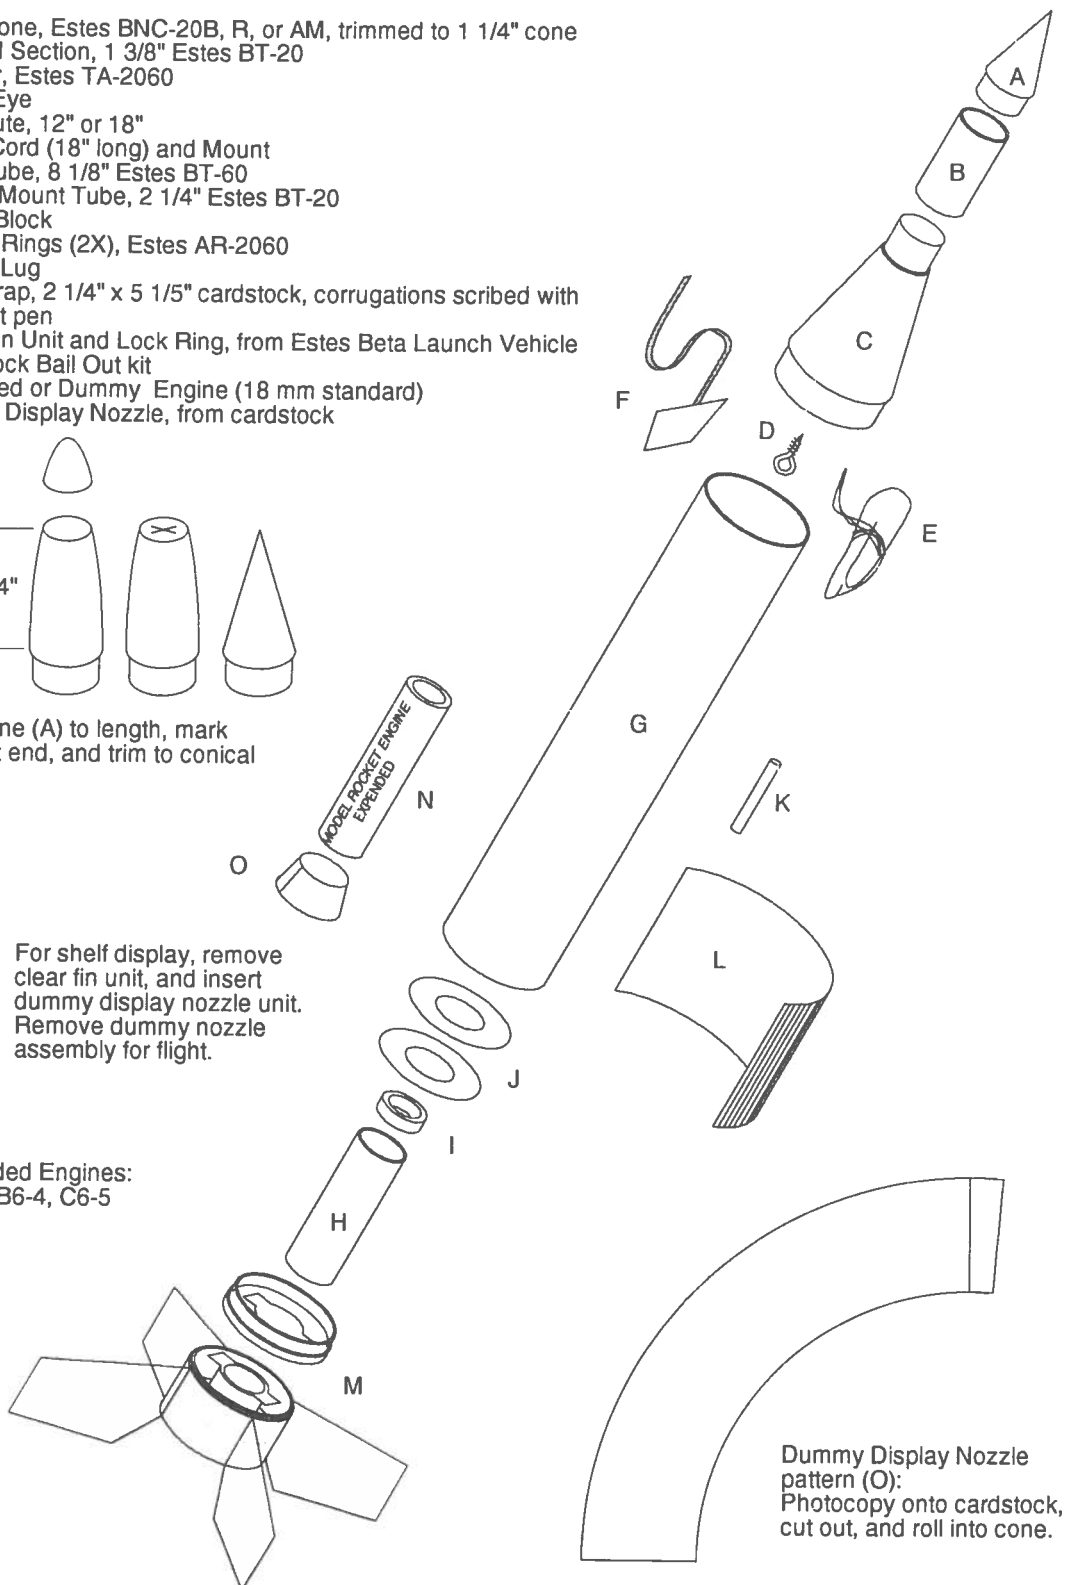 one, Estes BNC-20B, R, or AM, trimmed to 1 1/4" cone
Section, 1 3/8" Estes BT-20
, Estes TA-2060
Eye
ute, 12" or 18"
Cord (18" long) and Mount
ube, 8 1/8" Estes BT-60
Mount Tube, 2 1/4" Estes BT-20
Block
Rings (2X), Estes AR-2060
Lug
rap, 2 1/4" x 5 1/5" cardstock, corrugations scribed with
t pen
n Unit and Lock Ring, from Estes Beta Launch Vehicle
ock Bail Out kit
ed or Dummy Engine (18 mm standard)
Display Nozzle, from cardstock
A
B
C
F
D
E
4"
G
ne (A) to length, mark
t end, and trim to conical
MODEL ROCKET ENGINE
EXPENDED
N
K
O
L
For shelf display, remove
clear fin unit, and insert
dummy display nozzle unit.
Remove dummy nozzle
assembly for flight.
J
I
ded Engines:
B6-4, C6-5
H
M
Dummy Display Nozzle
pattern (O):
Photocopy onto cardstock,
cut out, and roll into cone.